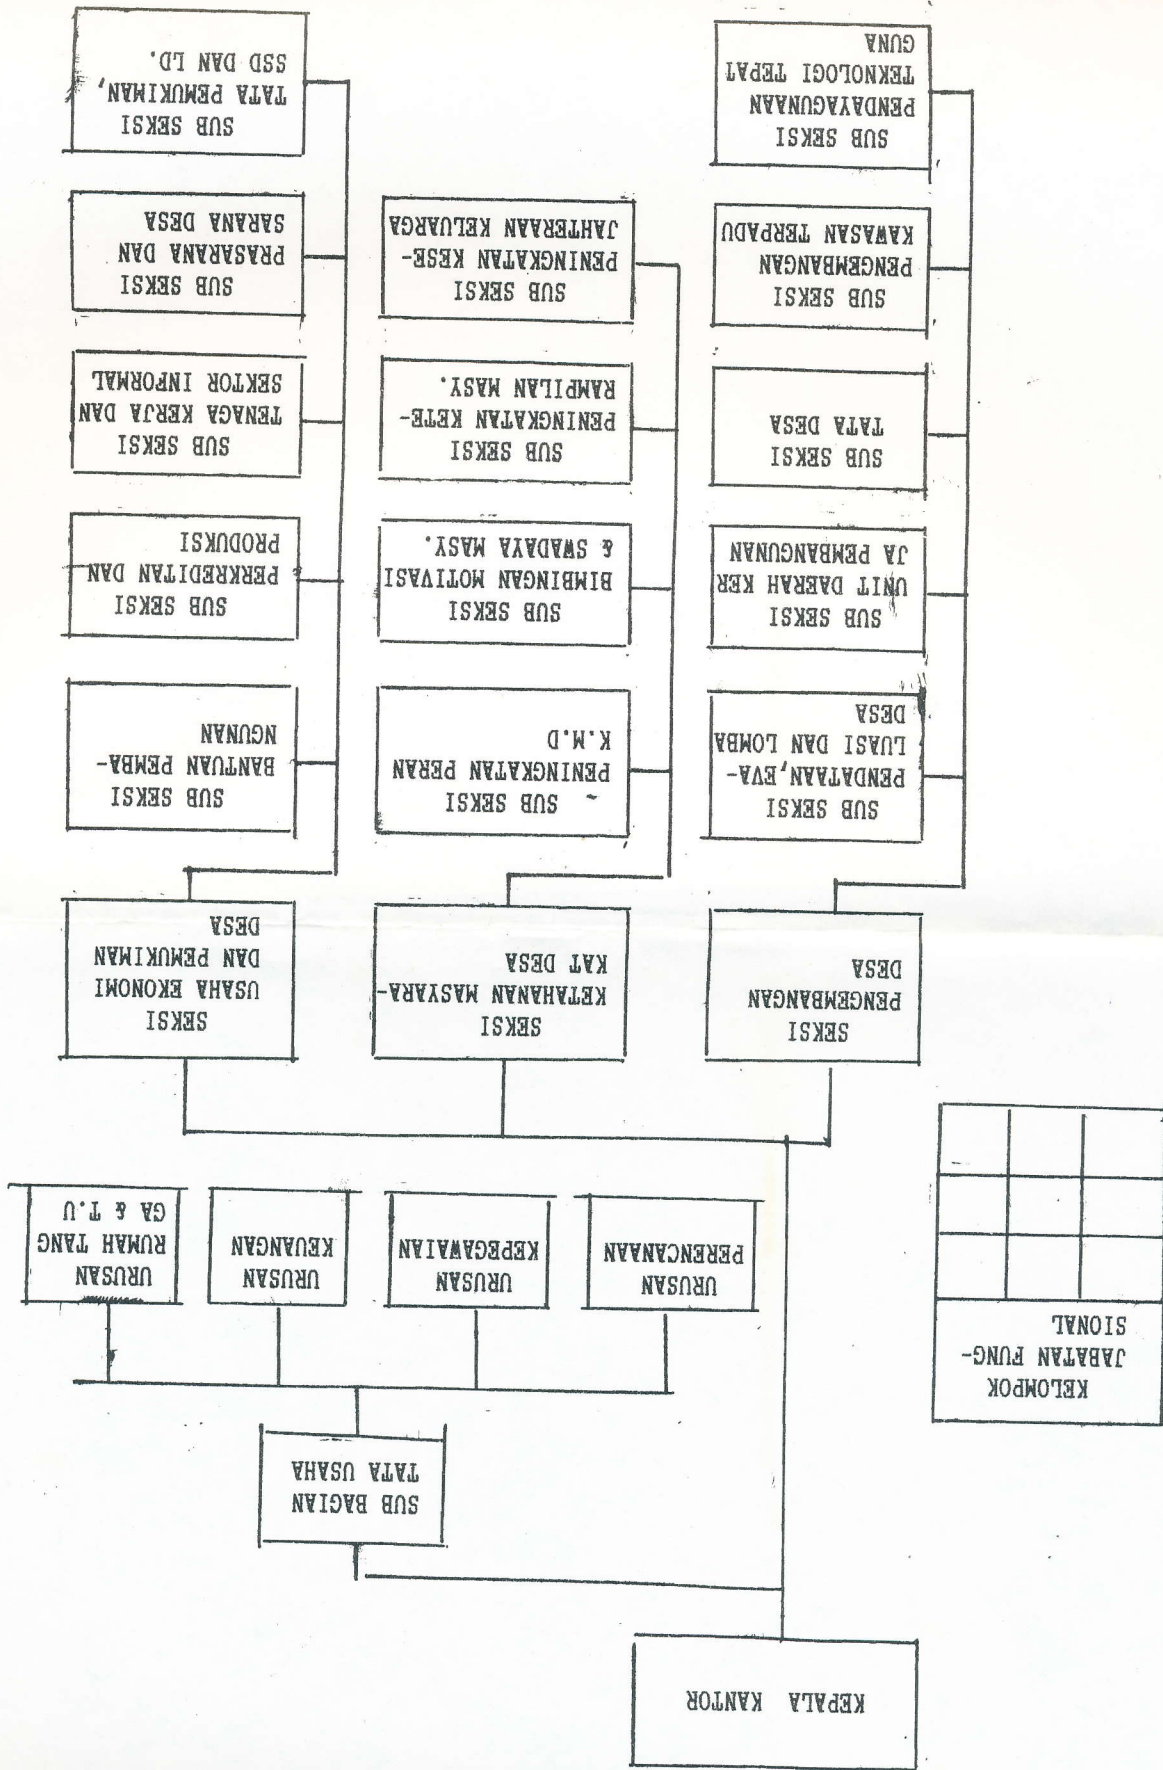 KEPALA KANTOR
SUB BAGIAN
TATA USAHA
KELOMPOK
JABATAN FUNG-
SIONAL
URUSAN
PERENCANAAN
URUSAN
KEPEGAWAIAN
URUSAN
KEUANGAN
URUSAN
RUMAH TANG
GA & T.U
SEKSI
PENGEMBANGAN
DESA
SEKSI
KETAHANAN MASYARA-
KAT DESA
SEKSI
USAHA EKONOMI
DAN PEMUKIMAN
DESA
SUB SEKSI
PENDATAAN,EVA-
LUASI DAN LOMBA
DESA
SUB SEKSI
UNIT DAERAH KER
JA PEMBANGUNAN
SUB SEKSI
TATA DESA
SUB SEKSI
PENGEMBANGAN
KAWASAN TERPADU
SUB SEKSI
PENDAYAGUNAAN
TEKNOLOGI TEPAT
GUNA
SUB SEKSI
PENINGKATAN PERAN
K.M.D
SUB SEKSI
BIMBINGAN MOTIVASI
& SWADAYA MASY.
SUB SEKSI
PENINGKATAN KETE-
RAMPILAN MASY.
SUB SEKSI
PENINGKATAN KESE-
JAHTERAAN KELUARGA
SUB SEKSI
BANTUAN PEMBA-
NGUNAN
SUB SEKSI
PERKREDITAN DAN
PRODUKSI
SUB SEKSI
TENAGA KERJA DAN
SEKTOR INFORMAL
SUB SEKSI
PRASARANA DAN
SARANA DESA
SUB SEKSI
TATA PEMUKIMAN,
SSD DAN LD.